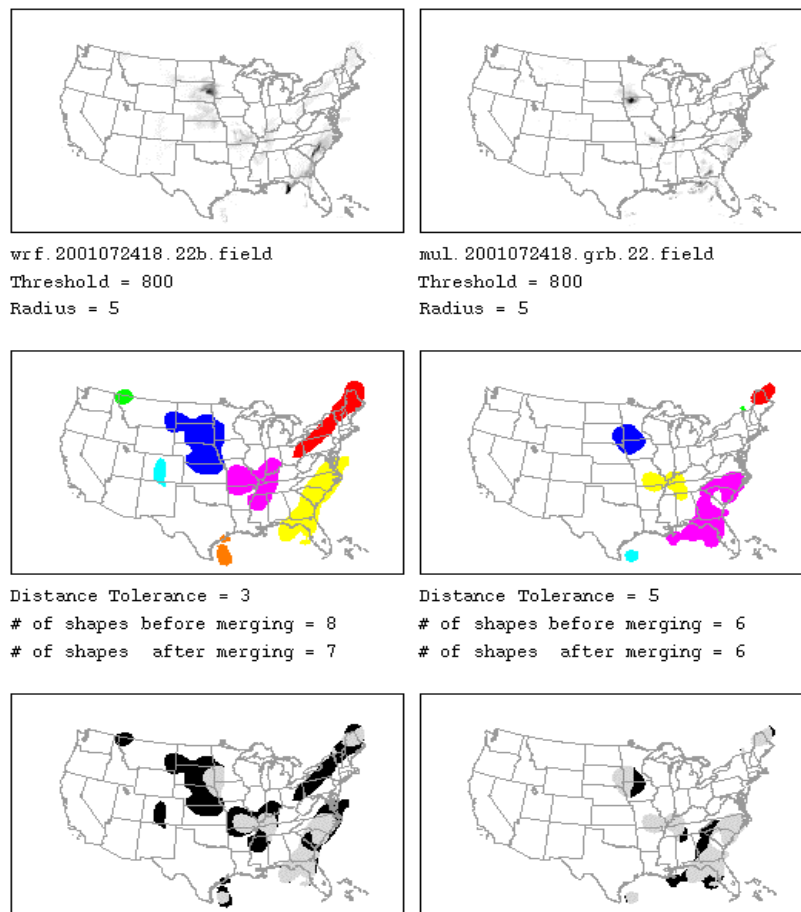 wrf.2001072418.22b.field
Threshold = 800
Radius = 5
mul.2001072418.grb.22.field
Threshold = 800
Radius = 5
Distance Tolerance = 3
# of shapes before merging = 8
# of shapes  after merging = 7
Distance Tolerance = 5
# of shapes before merging = 6
# of shapes  after merging = 6